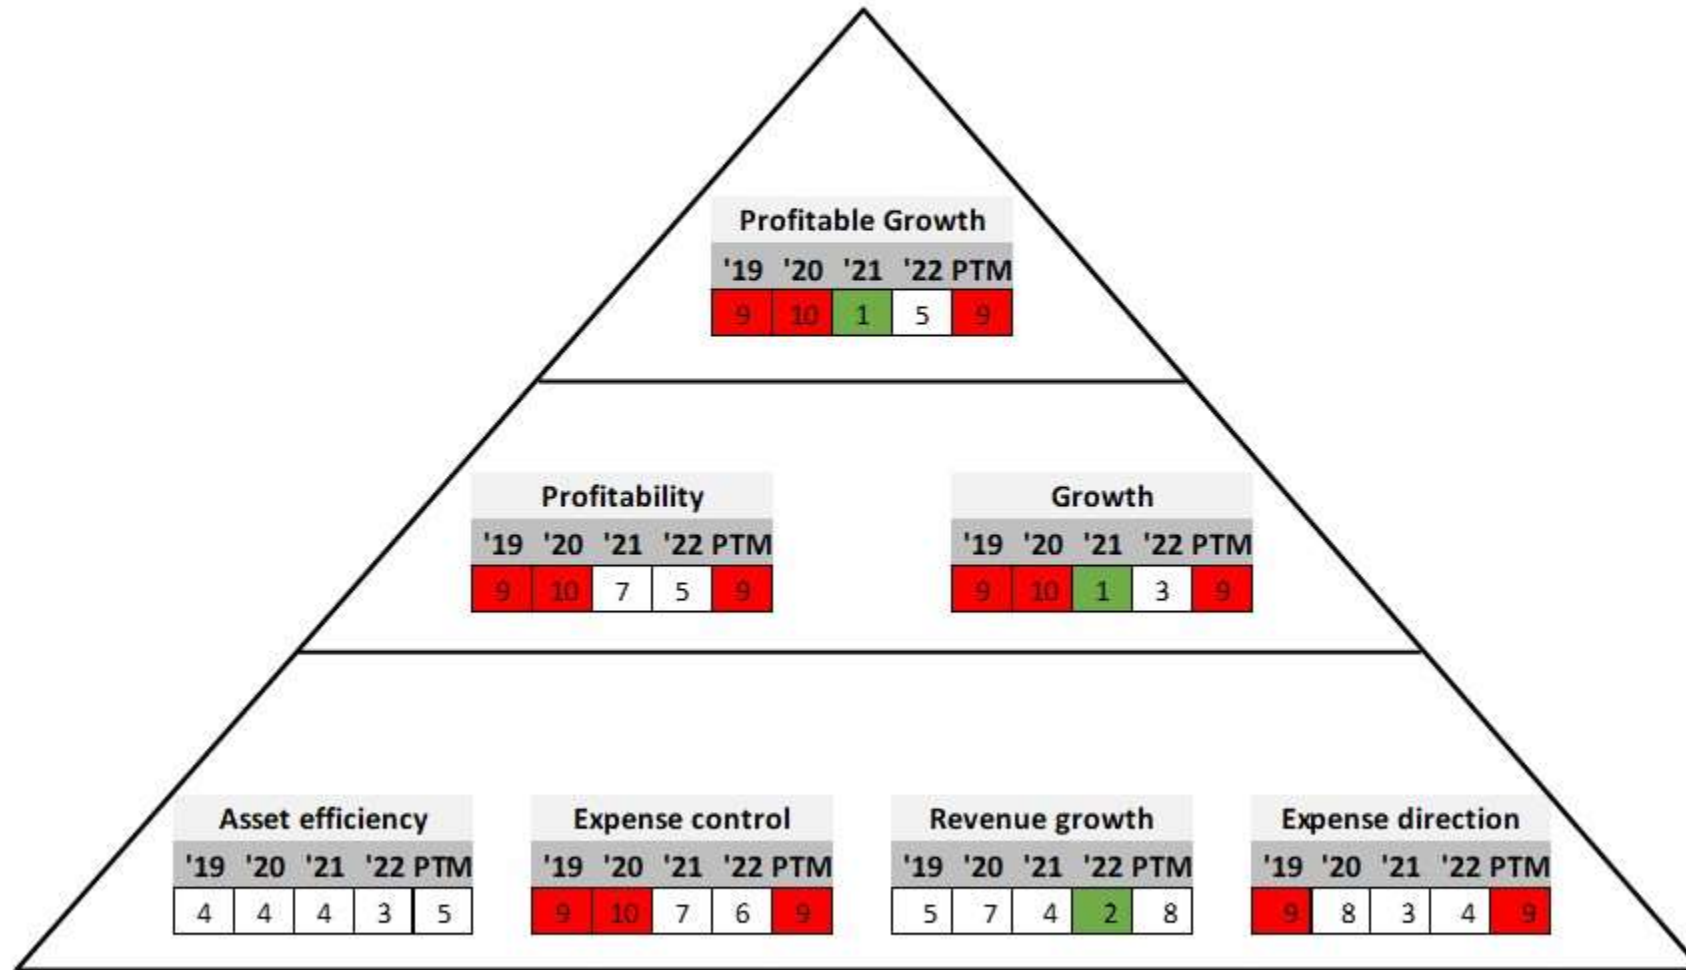 Profitable Growth
'19 '20 '21 '22 PTM
9 10 1 5 9
Profitability
'19 '20 '21 '22 PTM
9 10 7 5 9
Growth
'19 '20 '21 '22 PTM
9 10 1 3 9
Asset efficiency
'19 '20 '21 '22 PTM
4 4 4 3 5
Expense control
'19 '20 '21 '22 PTM
9 10 7 6 9
Revenue growth
'19 '20 '21 '22 PTM
5 7 4 2 8
Expense direction
'19 '20 '21 '22 PTM
9 8 3 4 9